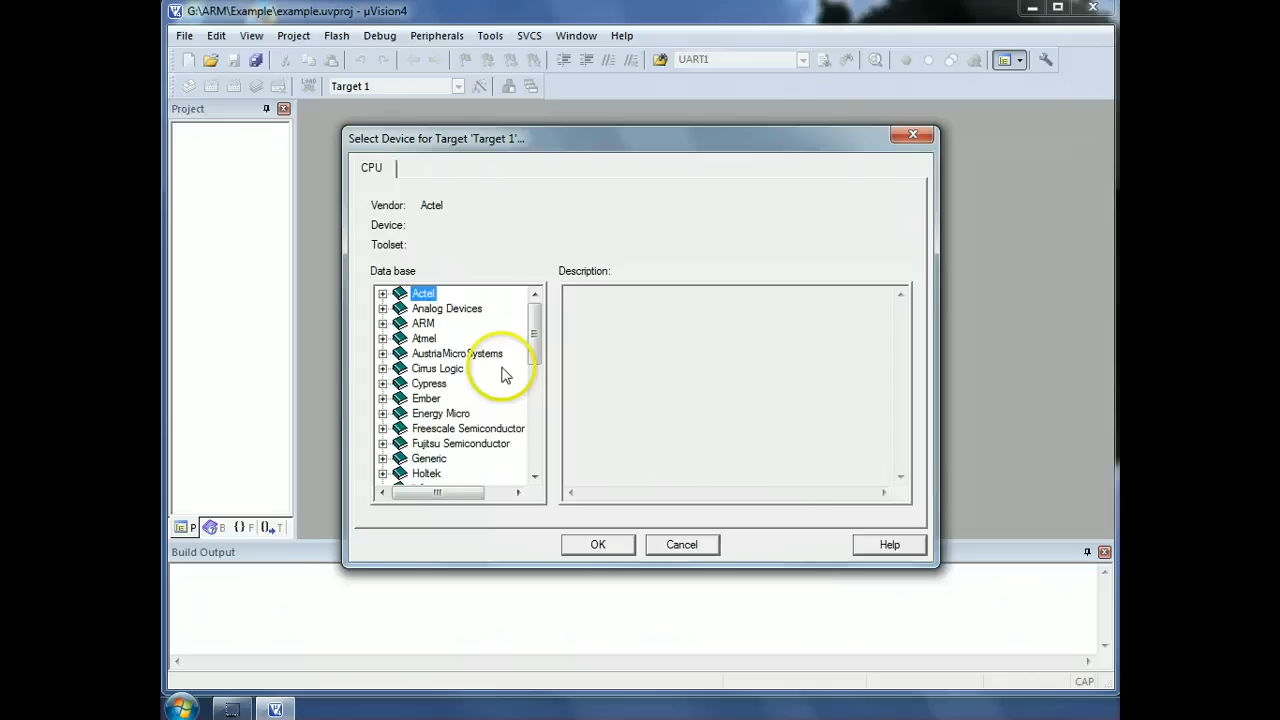 G:\ARM\Example\example.uvproj - µVision4
File Edit View Project Flash Debug Peripherals Tools SVCS Window Help
UART1
LOAD Target 1
Project
Select Device for Target 'Target 1'...
CPU
Vendor: Actel
Device:
Toolset:
Data base Description:
Actel
Analog Devices
ARM
Atmel
AustriaMicroSystems
Cirrus Logic
Cypress
Ember
Energy Micro
Freescale Semiconductor
Fujitsu Semiconductor
Generic
Holtek
P B {} F {}, T
OK Cancel Help
Build Output
CAP